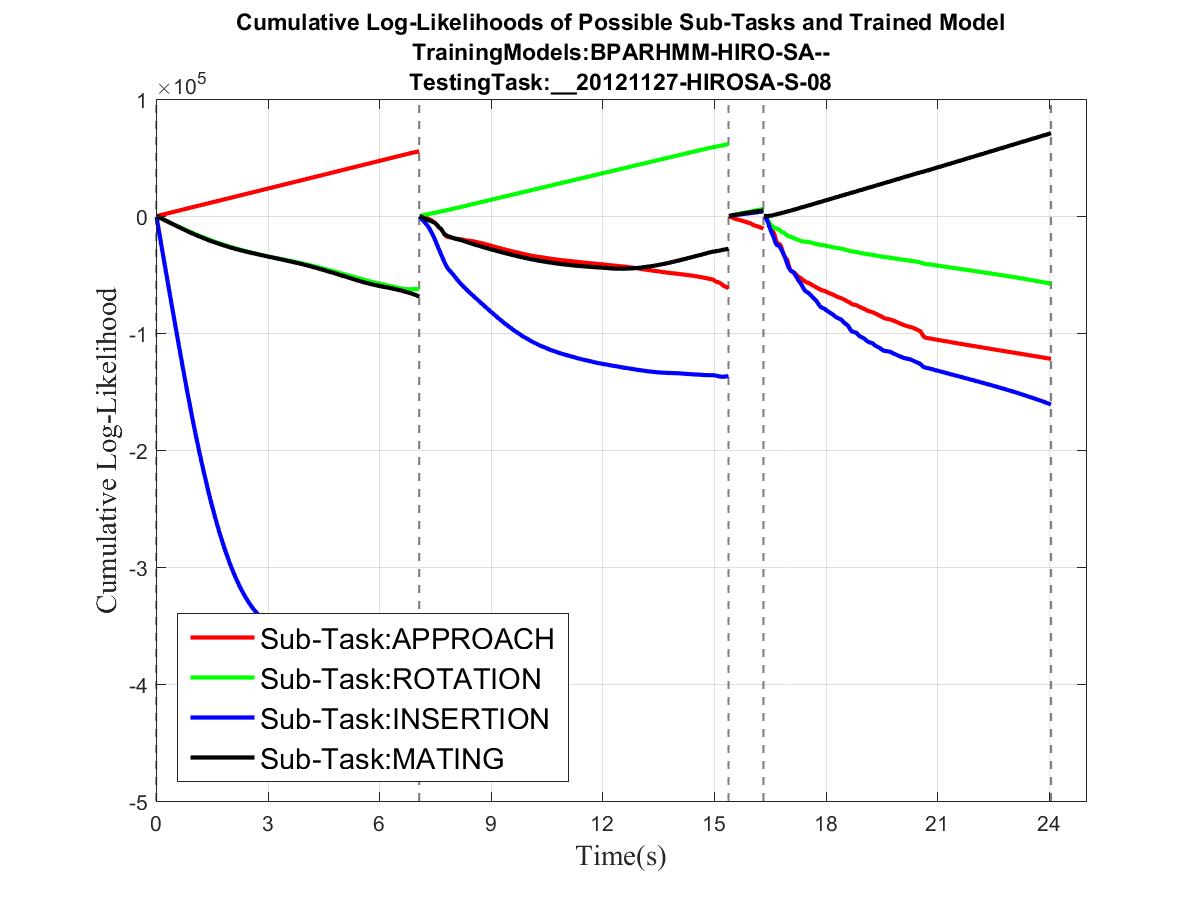 Cumulative Log-Likelihoods of Possible Sub-Tasks and Trained Model
TrainingModels:BPARHMM-HIRO-SA--
TestingTask:__20121127-HIROSA-S-08
×10^5
1
0
-1
-2
-3
-4
-5
Cumulative Log-Likelihood
Sub-Task:APPROACH
Sub-Task:ROTATION
Sub-Task:INSERTION
Sub-Task:MATING
0 3 6 9 12 15 18 21 24
Time(s)